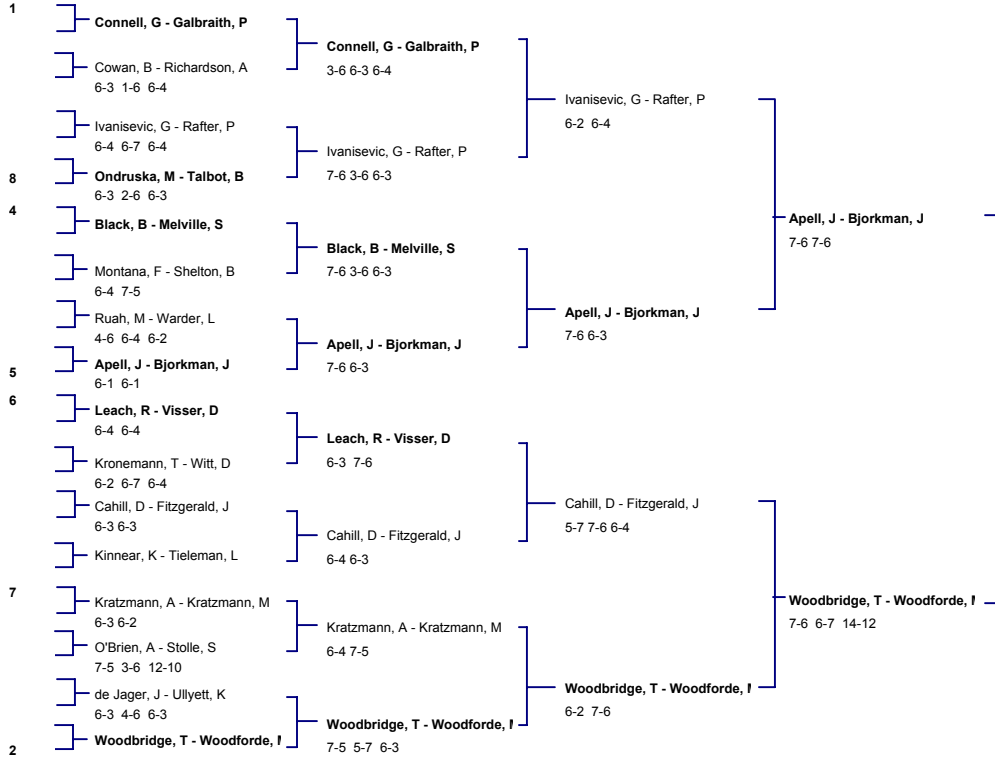 1
Connell, G - Galbraith, P
Cowan, B - Richardson, A
6-3 1-6 6-4
Ivanisevic, G - Rafter, P
6-4 6-7 6-4
8
Ondruska, M - Talbot, B
6-3 2-6 6-3
4
Black, B - Melville, S
Montana, F - Shelton, B
6-4 7-5
Ruah, M - Warder, L
4-6 6-4 6-2
5
Apell, J - Bjorkman, J
6-1 6-1
6
Leach, R - Visser, D
6-4 6-4
Kronemann, T - Witt, D
6-2 6-7 6-4
Cahill, D - Fitzgerald, J
6-3 6-3
Kinnear, K - Tieleman, L
7
Kratzmann, A - Kratzmann, M
6-3 6-2
O'Brien, A - Stolle, S
7-5 3-6 12-10
de Jager, J - Ullyett, K
6-3 4-6 6-3
2
Woodbridge, T - Woodforde,
Connell, G - Galbraith, P
3-6 6-3 6-4
Ivanisevic, G - Rafter, P
7-6 3-6 6-3
Black, B - Melville, S
7-6 3-6 6-3
Apell, J - Bjorkman, J
7-6 6-3
Leach, R - Visser, D
6-3 7-6
Cahill, D - Fitzgerald, J
6-4 6-3
Kratzmann, A - Kratzmann, M
6-4 7-5
Woodbridge, T - Woodforde,
7-5 5-7 6-3
Ivanisevic, G - Rafter, P
6-2 6-4
Apell, J - Bjorkman, J
7-6 6-3
Cahill, D - Fitzgerald, J
5-7 7-6 6-4
Woodbridge, T - Woodforde,
6-2 7-6
Apell, J - Bjorkman, J
7-6 7-6
Woodbridge, T - Woodforde,
7-6 6-7 14-12